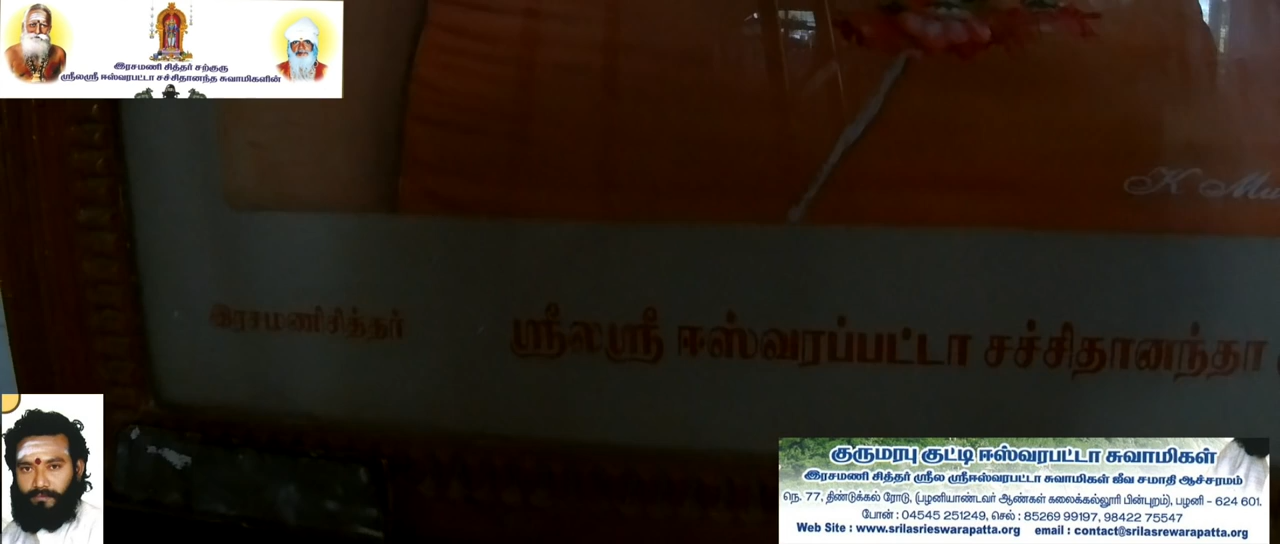 இரசமணி சித்தர் சற்குரு
ஸ்ரீலஸ்ரீ ஈஸ்வரபட்டா சச்சிதானந்த சுவாமிகளின்
K Mu
இரசமணிசித்தர்
ஸ்ரீலஸ்ரீ ஈஸ்வரப்பட்டா சச்சிதானந்தா
குருமரபு குட்டி ஈஸ்வரபட்டா சுவாமிகள்
இரசமணி சித்தர் ஸ்ரீல ஸ்ரீஈஸ்வரபட்டா சுவாமிகள் ஜீவ சமாதி ஆச்சரமம்
நெ. 77, திண்டுக்கல் ரோடு, (பழனியாண்டவர் ஆண்கள் கலைக்கல்லூரி பின்புறம்), பழனி - 624 601.
போன் : 04545 251249, செல் : 85269 99197, 98422 75547
Web Site : www.srilasrieswarapatta.org email : contact@srilasrewarapatta.org